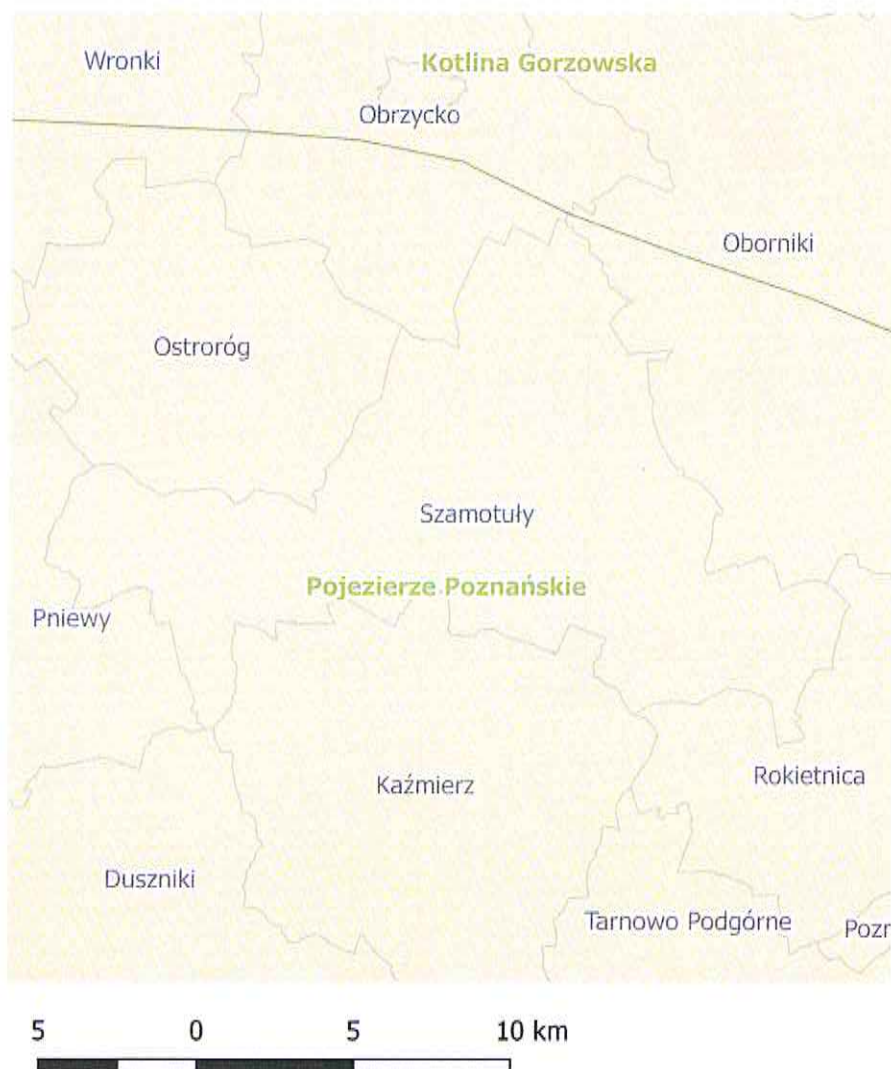 Wronki
Kotlina Gorzowska
Obrzycko
Oborniki
Ostroróg
Szamotuły
Pojezierze Poznańskie
Pniewy
Kaźmierz
Rokietnica
Duszniki
Tarnowo Podgórne
Pozr
5 0 5 10 km